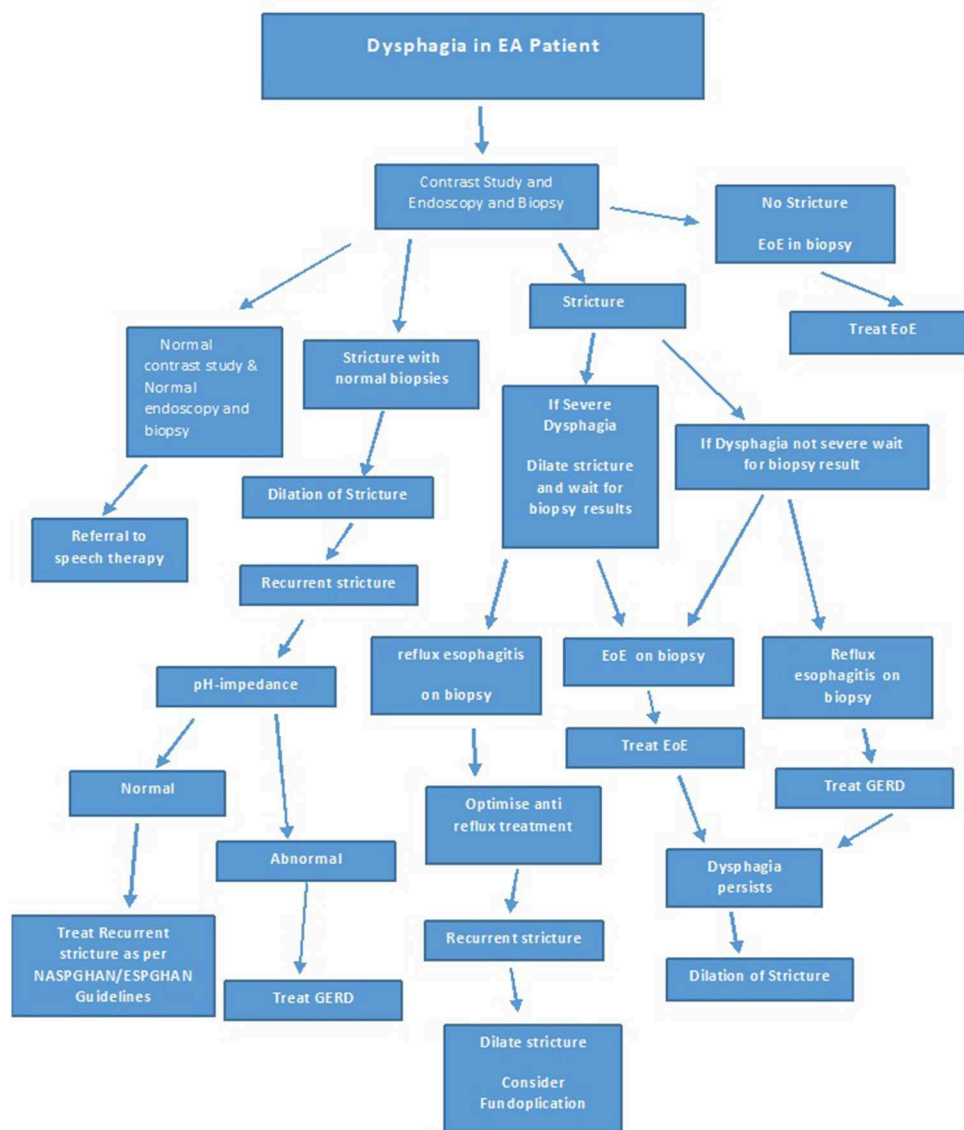 Dysphagia in EA Patient
Contrast Study and
Endoscopy and Biopsy
No Stricture
EoE in biopsy
Treat EoE
Stricture
Normal
contrast study &
Normal
endoscopy and
biopsy
Stricture with
normal biopsies
If Severe
Dysphagia
Dilate stricture
and wait for
biopsy results
If Dysphagia not severe wait
for biopsy result
Referral to
speech therapy
Dilation of Stricture
Recurrent stricture
pH-impedance
Normal
Abnormal
Treat Recurrent
stricture as per
NASPGHAN/ESPGHAN
Guidelines
Treat GERD
reflux esophagitis
on biopsy
Optimise anti
reflux treatment
Recurrent stricture
Dilate stricture
Consider
Fundoplication
EoE on biopsy
Treat EoE
Reflux
esophagitis on
biopsy
Treat GERD
Dysphagia
persists
Dilation of Stricture